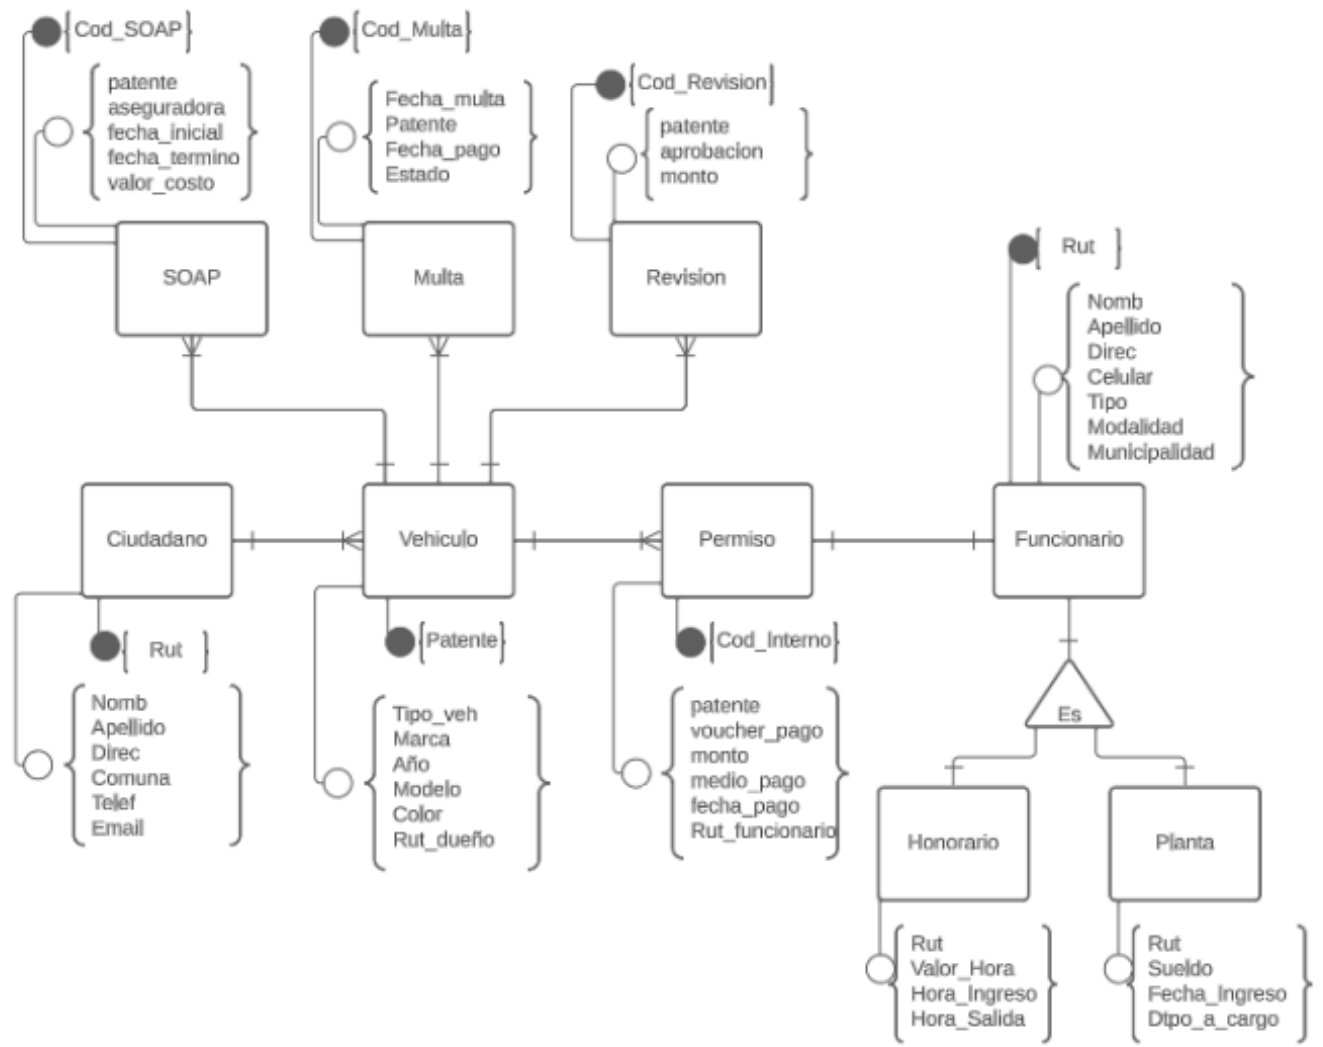 Cod_SOAP
patente
aseguradora
fecha_inicial
fecha_termino
valor_costo
SOAP
Cod_Multa
Fecha_multa
Patente
Fecha_pago
Estado
Multa
Cod_Revision
patente
aprobacion
monto
Revision
Rut
Nomb
Apellido
Direc
Celular
Tipo
Modalidad
Municipalidad
Ciudadano
Vehiculo
Permiso
Funcionario
Rut
Nomb
Apellido
Direc
Comuna
Telef
Email
Patente
Tipo_veh
Marca
Año
Modelo
Color
Rut_dueño
Cod_Interno
patente
voucher_pago
monto
medio_pago
fecha_pago
Rut_funcionario
Es
Honorario
Planta
Rut
Valor_Hora
Hora_Ingreso
Hora_Salida
Rut
Sueldo
Fecha_Ingreso
Dtpo_a_cargo